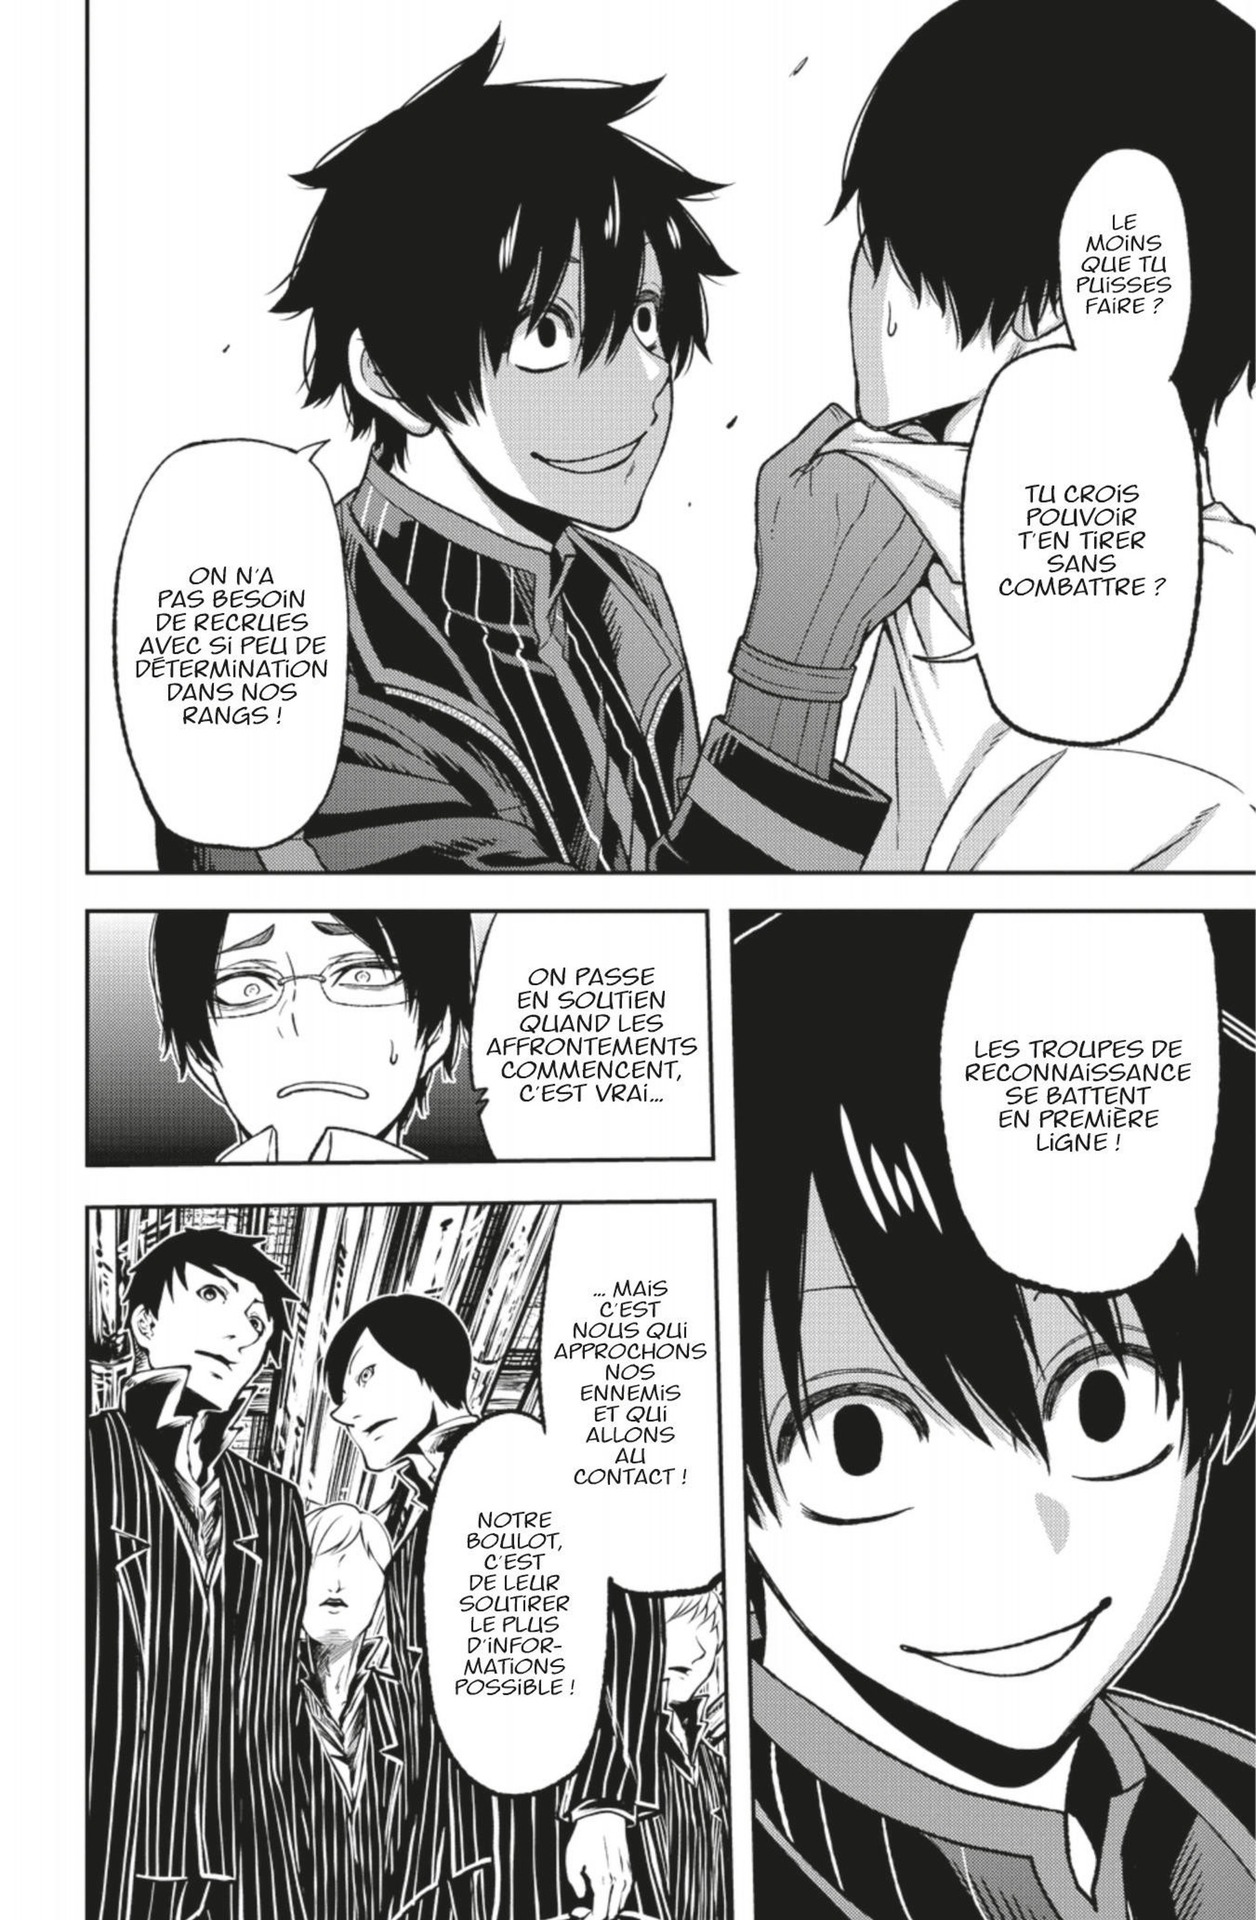 LE
MOINS
QUE TU
PUISSES
FAIRE ?
TU CROIS
POUVOIR
T'EN TIRER
SANS
COMBATTRE ?
ON N'A
PAS BESOIN
DE RECRUES
AVEC SI PEU DE
DÉTERMINATION
DANS NOS
RANGS !
LES TROUPES DE
RECONNAISSANCE
SE BATTENT
EN PREMIÈRE
LIGNE !
ON PASSE
EN SOUTIEN
QUAND LES
AFFRONTEMENTS
COMMENCENT,
C'EST VRAI...
... MAIS
C'EST
NOUS QUI
APPROCHONS
NOS
ENNEMIS
ET QUI
ALLONS
AU
CONTACT !
NOTRE
BOULOT,
C'EST
DE LEUR
SOUTIRER
LE PLUS
D'INFOR-
MATIONS
POSSIBLE !